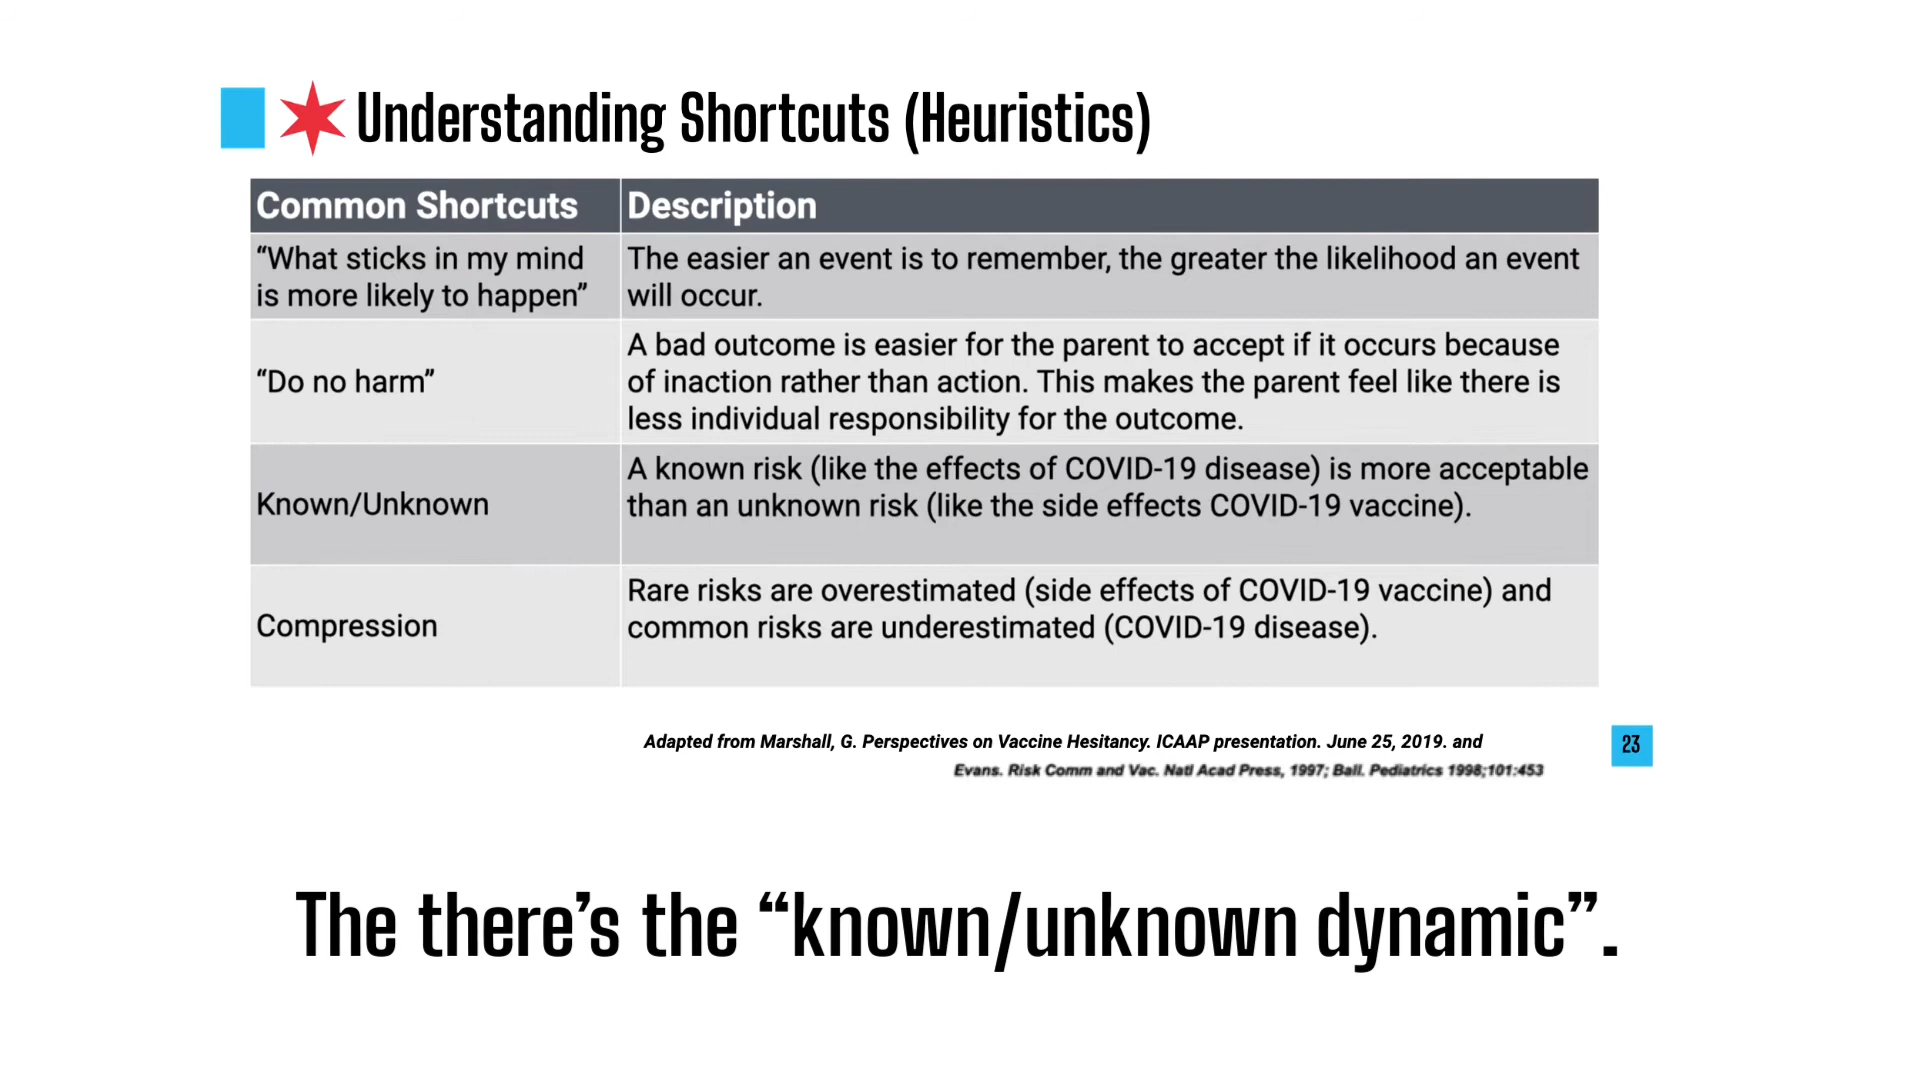 Understanding Shortcuts (Heuristics)
Common Shortcuts
Description
“What sticks in my mind
is more likely to happen”
The easier an event is to remember, the greater the likelihood an event
will occur.
“Do no harm”
A bad outcome is easier for the parent to accept if it occurs because
of inaction rather than action. This makes the parent feel like there is
less individual responsibility for the outcome.
Known/Unknown
A known risk (like the effects of COVID-19 disease) is more acceptable
than an unknown risk (like the side effects COVID-19 vaccine).
Compression
Rare risks are overestimated (side effects of COVID-19 vaccine) and
common risks are underestimated (COVID-19 disease).
Adapted from Marshall, G. Perspectives on Vaccine Hesitancy. ICAAP presentation. June 25, 2019. and
Evans. Risk Comm and Vac. Natl Acad Press, 1997; Ball. Pediatrics 1998;101:453
23
The there’s the “known/unknown dynamic”.